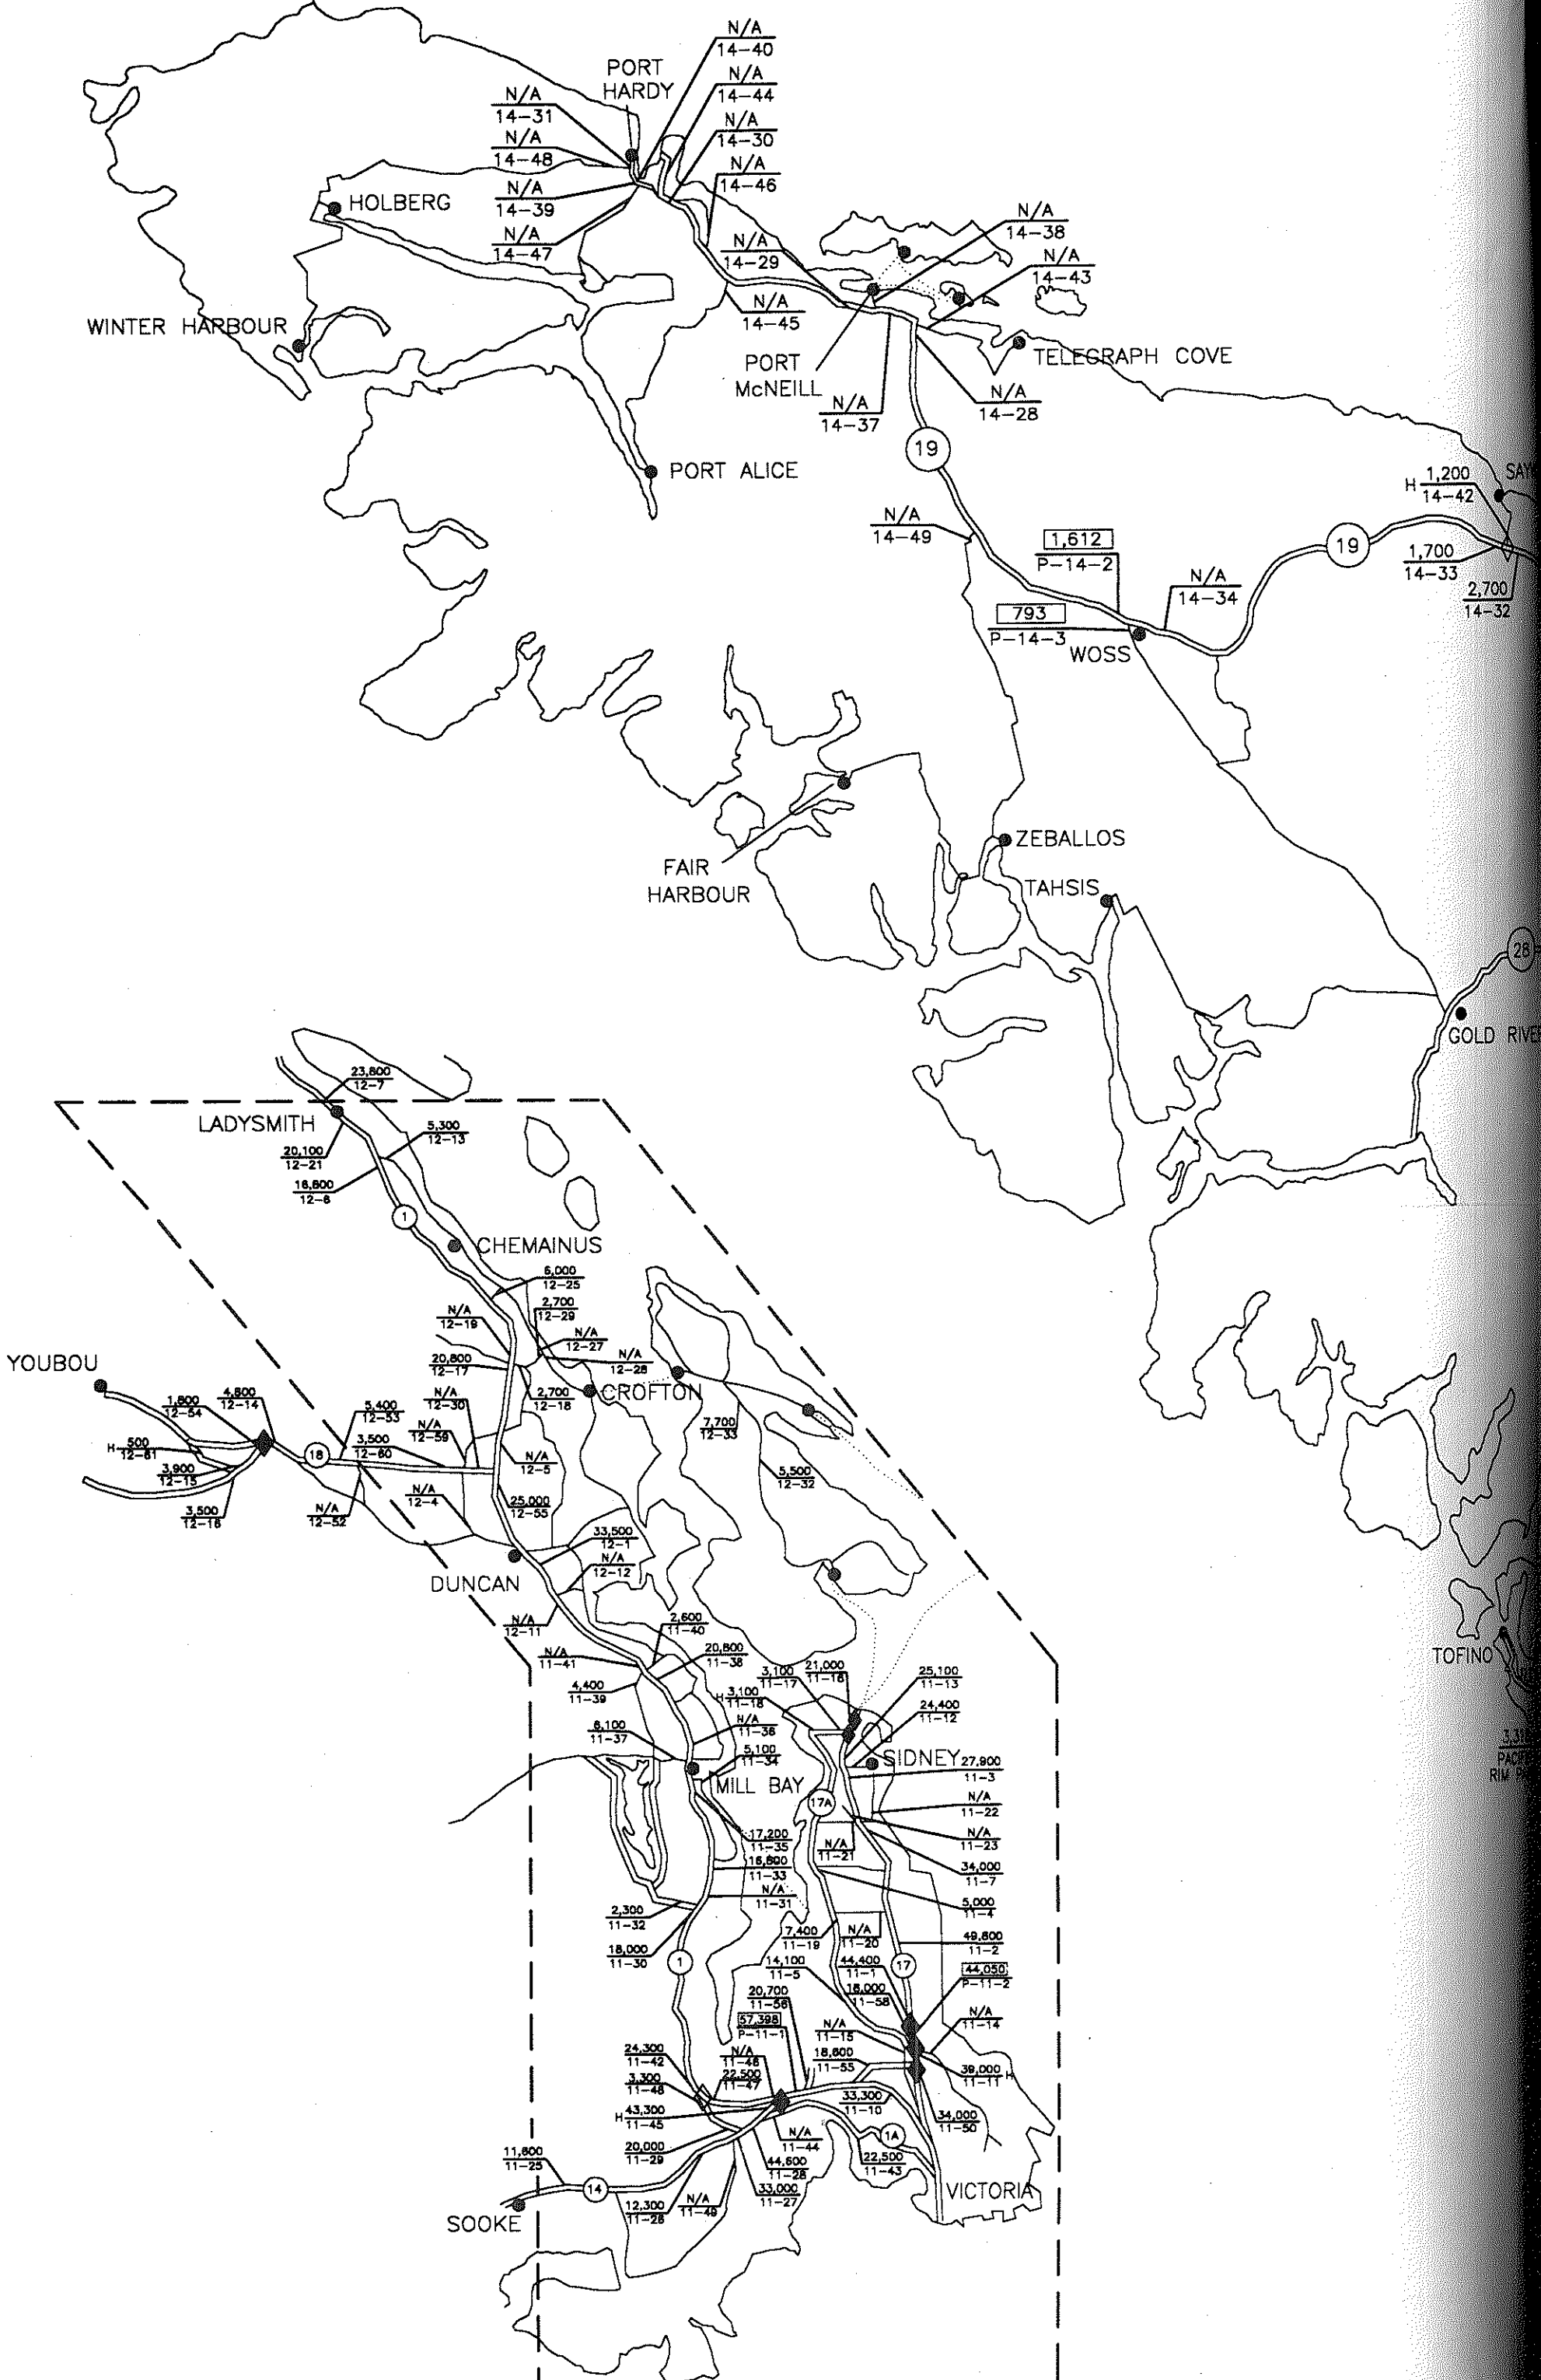 N/A
14-40
PORT
HARDY
N/A
14-44
N/A
14-31
N/A
14-30
N/A
14-48
N/A
14-46
N/A
14-39
HOLBERG
N/A
14-38
N/A
14-47
N/A
14-29
N/A
14-43
N/A
14-45
WINTER HARBOUR
TELEGRAPH COVE
PORT
McNEILL
N/A
14-28
N/A
14-37
19
PORT ALICE
H 1,200
14-42
N/A
14-49
1,612
P-14-2
19
1,700
14-33
N/A
14-34
2,700
14-32
793
P-14-3
WOSS
ZEBALLOS
FAIR
HARBOUR
TAHSIS
28
GOLD RIVE
23,800
12-7
LADYSMITH
5,300
12-13
20,100
12-21
16,800
12-6
1
CHEMAINUS
6,000
12-25
2,700
12-29
N/A
12-19
N/A
12-27
N/A
12-28
20,800
12-17
YOUBOU
CROFTON
2,700
12-18
4,800
12-14
1,800
12-54
5,400
12-53
N/A
12-30
7,700
12-33
N/A
12-59
H 500
12-61
18
3,500
12-60
N/A
12-5
3,900
12-15
5,500
12-32
3,500
12-16
N/A
12-52
N/A
12-4
25,000
12-55
33,500
12-1
N/A
12-12
DUNCAN
N/A
12-11
2,600
11-40
N/A
11-41
20,800
11-38
4,400
11-39
3,100
11-17
21,000
11-16
25,100
11-13
H 3,100
11-18
24,400
11-12
N/A
11-36
6,100
11-37
5,100
11-34
SIDNEY
27,900
11-3
MILL BAY
17A
N/A
11-22
17,200
11-35
N/A
11-21
N/A
11-23
16,800
11-33
34,000
11-7
N/A
11-31
5,000
11-4
2,300
11-32
7,400
11-19
N/A
11-20
49,800
11-2
18,000
11-30
1
14,100
11-5
44,400
11-1
17
44,050
P-11-2
20,700
11-56
16,000
11-58
57,398
P-11-1
N/A
11-15
N/A
11-14
24,300
11-42
N/A
11-46
18,600
11-55
39,000
11-11 H
3,300
11-48
22,500
11-47
H 43,300
11-45
33,300
11-10
34,000
11-50
20,000
11-29
N/A
11-44
1A
11,600
11-25
44,600
11-28
22,500
11-43
14
33,000
11-27
VICTORIA
12,300
11-26
N/A
11-49
SOOKE
TOFINO